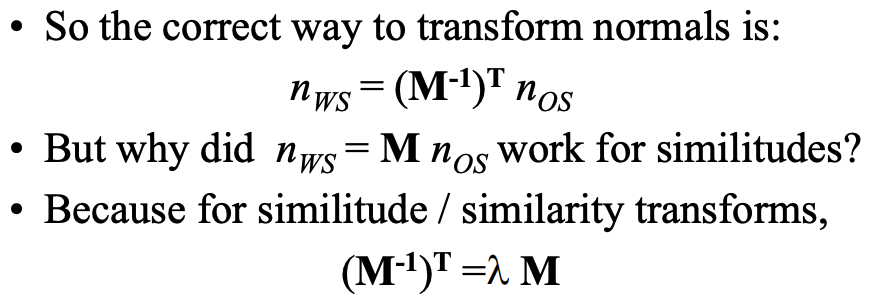 • So the correct way to transform normals is:
n_WS = (M⁻¹)ᵀ n_OS
• But why did n_WS = M n_OS work for similitudes?
• Because for similitude / similarity transforms,
(M⁻¹)ᵀ =λ M